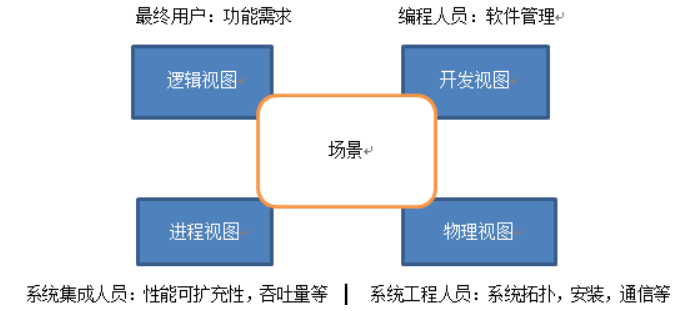 最终用户：功能需求 编程人员：软件管理
逻辑视图 开发视图
场景
进程视图 物理视图
系统集成人员：性能可扩充性，吞吐量等 系统工程人员：系统拓扑，安装，通信等